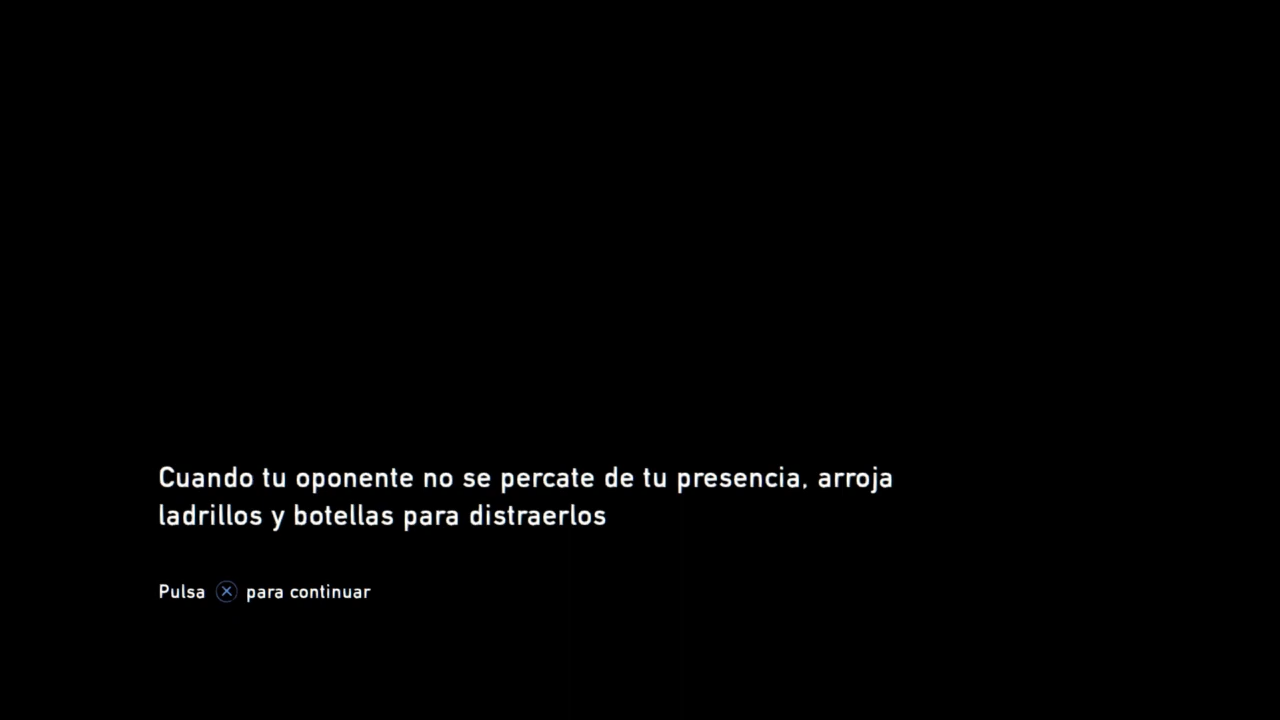 Cuando tu oponente no se percate de tu presencia, arroja
ladrillos y botellas para distraerlos
Pulsa ⓧ para continuar